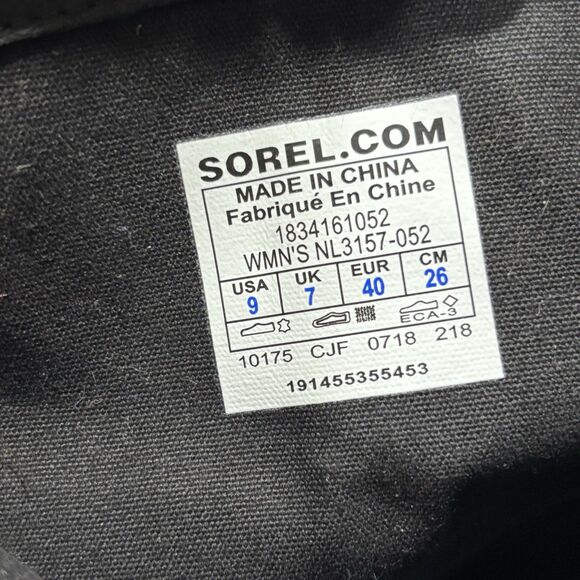 SOREL.COM
MADE IN CHINA
Fabriqué En Chine
1834161052
WMN'S NL3157-052
USA UK EUR CM
9 7 40 26
ECA-3
10175 CJF 0718 218
191455355453